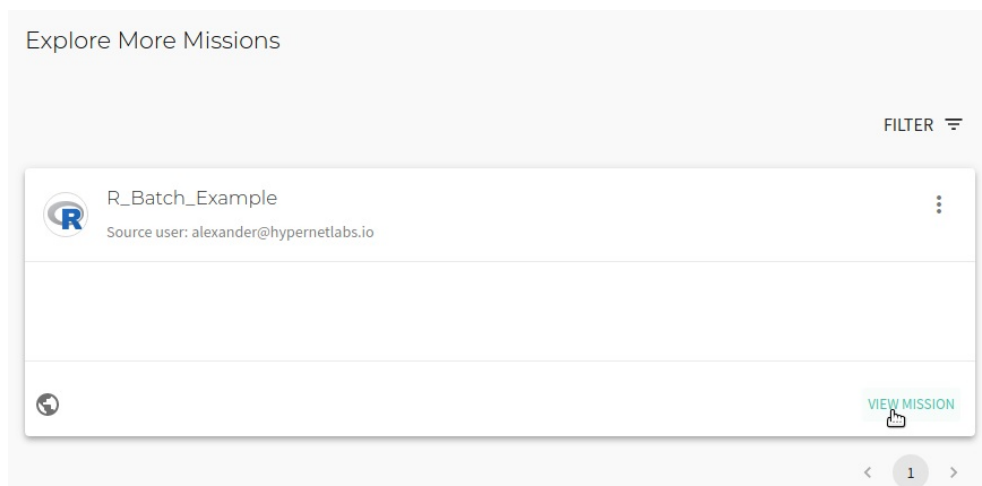 Explore More Missions
FILTER
R
R_Batch_Example
Source user: alexander@hypernetlabs.io
VIEW MISSION
1